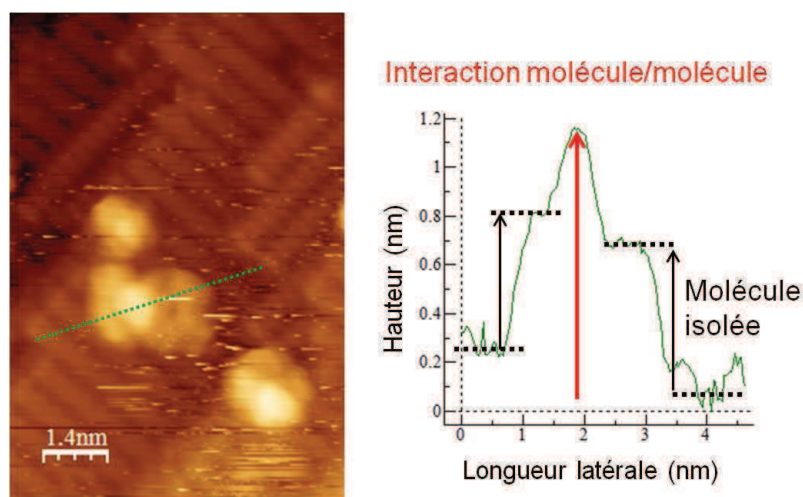 1.4nm
Interaction molécule/molécule
Hauteur (nm)
1.2
1
0.8
0.6
0.4
0.2
0
0 1 2 3 4
Longueur latérale (nm)
Molécule
isolée